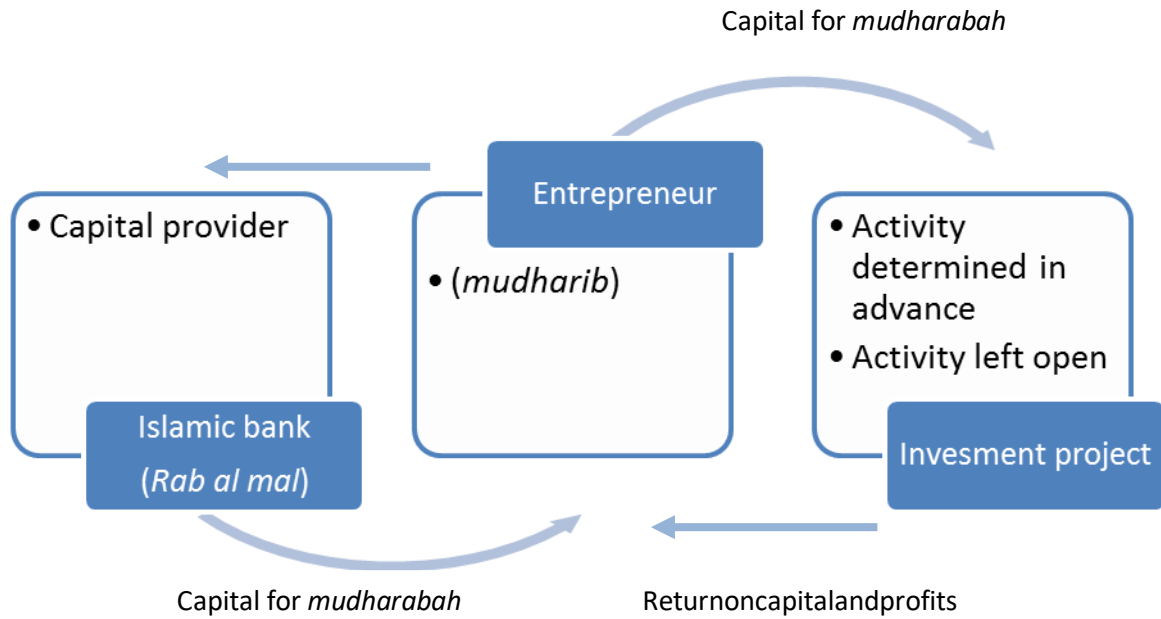 Capital for mudharabah
Entrepreneur
• Capital provider
• (mudharib)
• Activity
determined in
advance
• Activity left open
Islamic bank
(Rab al mal)
Invesment project
Capital for mudharabah
Returnoncapitalandprofits